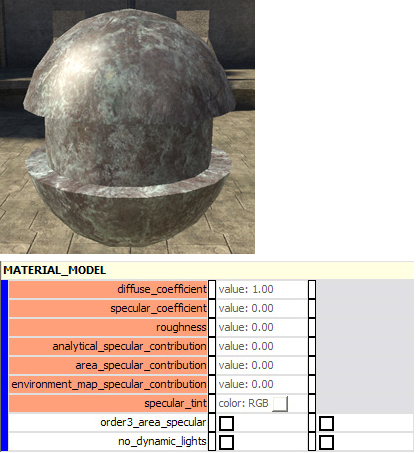 MATERIAL_MODEL
diffuse_coefficient value: 1.00
specular_coefficient value: 0.00
roughness value: 0.00
analytical_specular_contribution value: 0.00
area_specular_contribution value: 0.00
environment_map_specular_contribution value: 0.00
specular_tint color: RGB
order3_area_specular
no_dynamic_lights